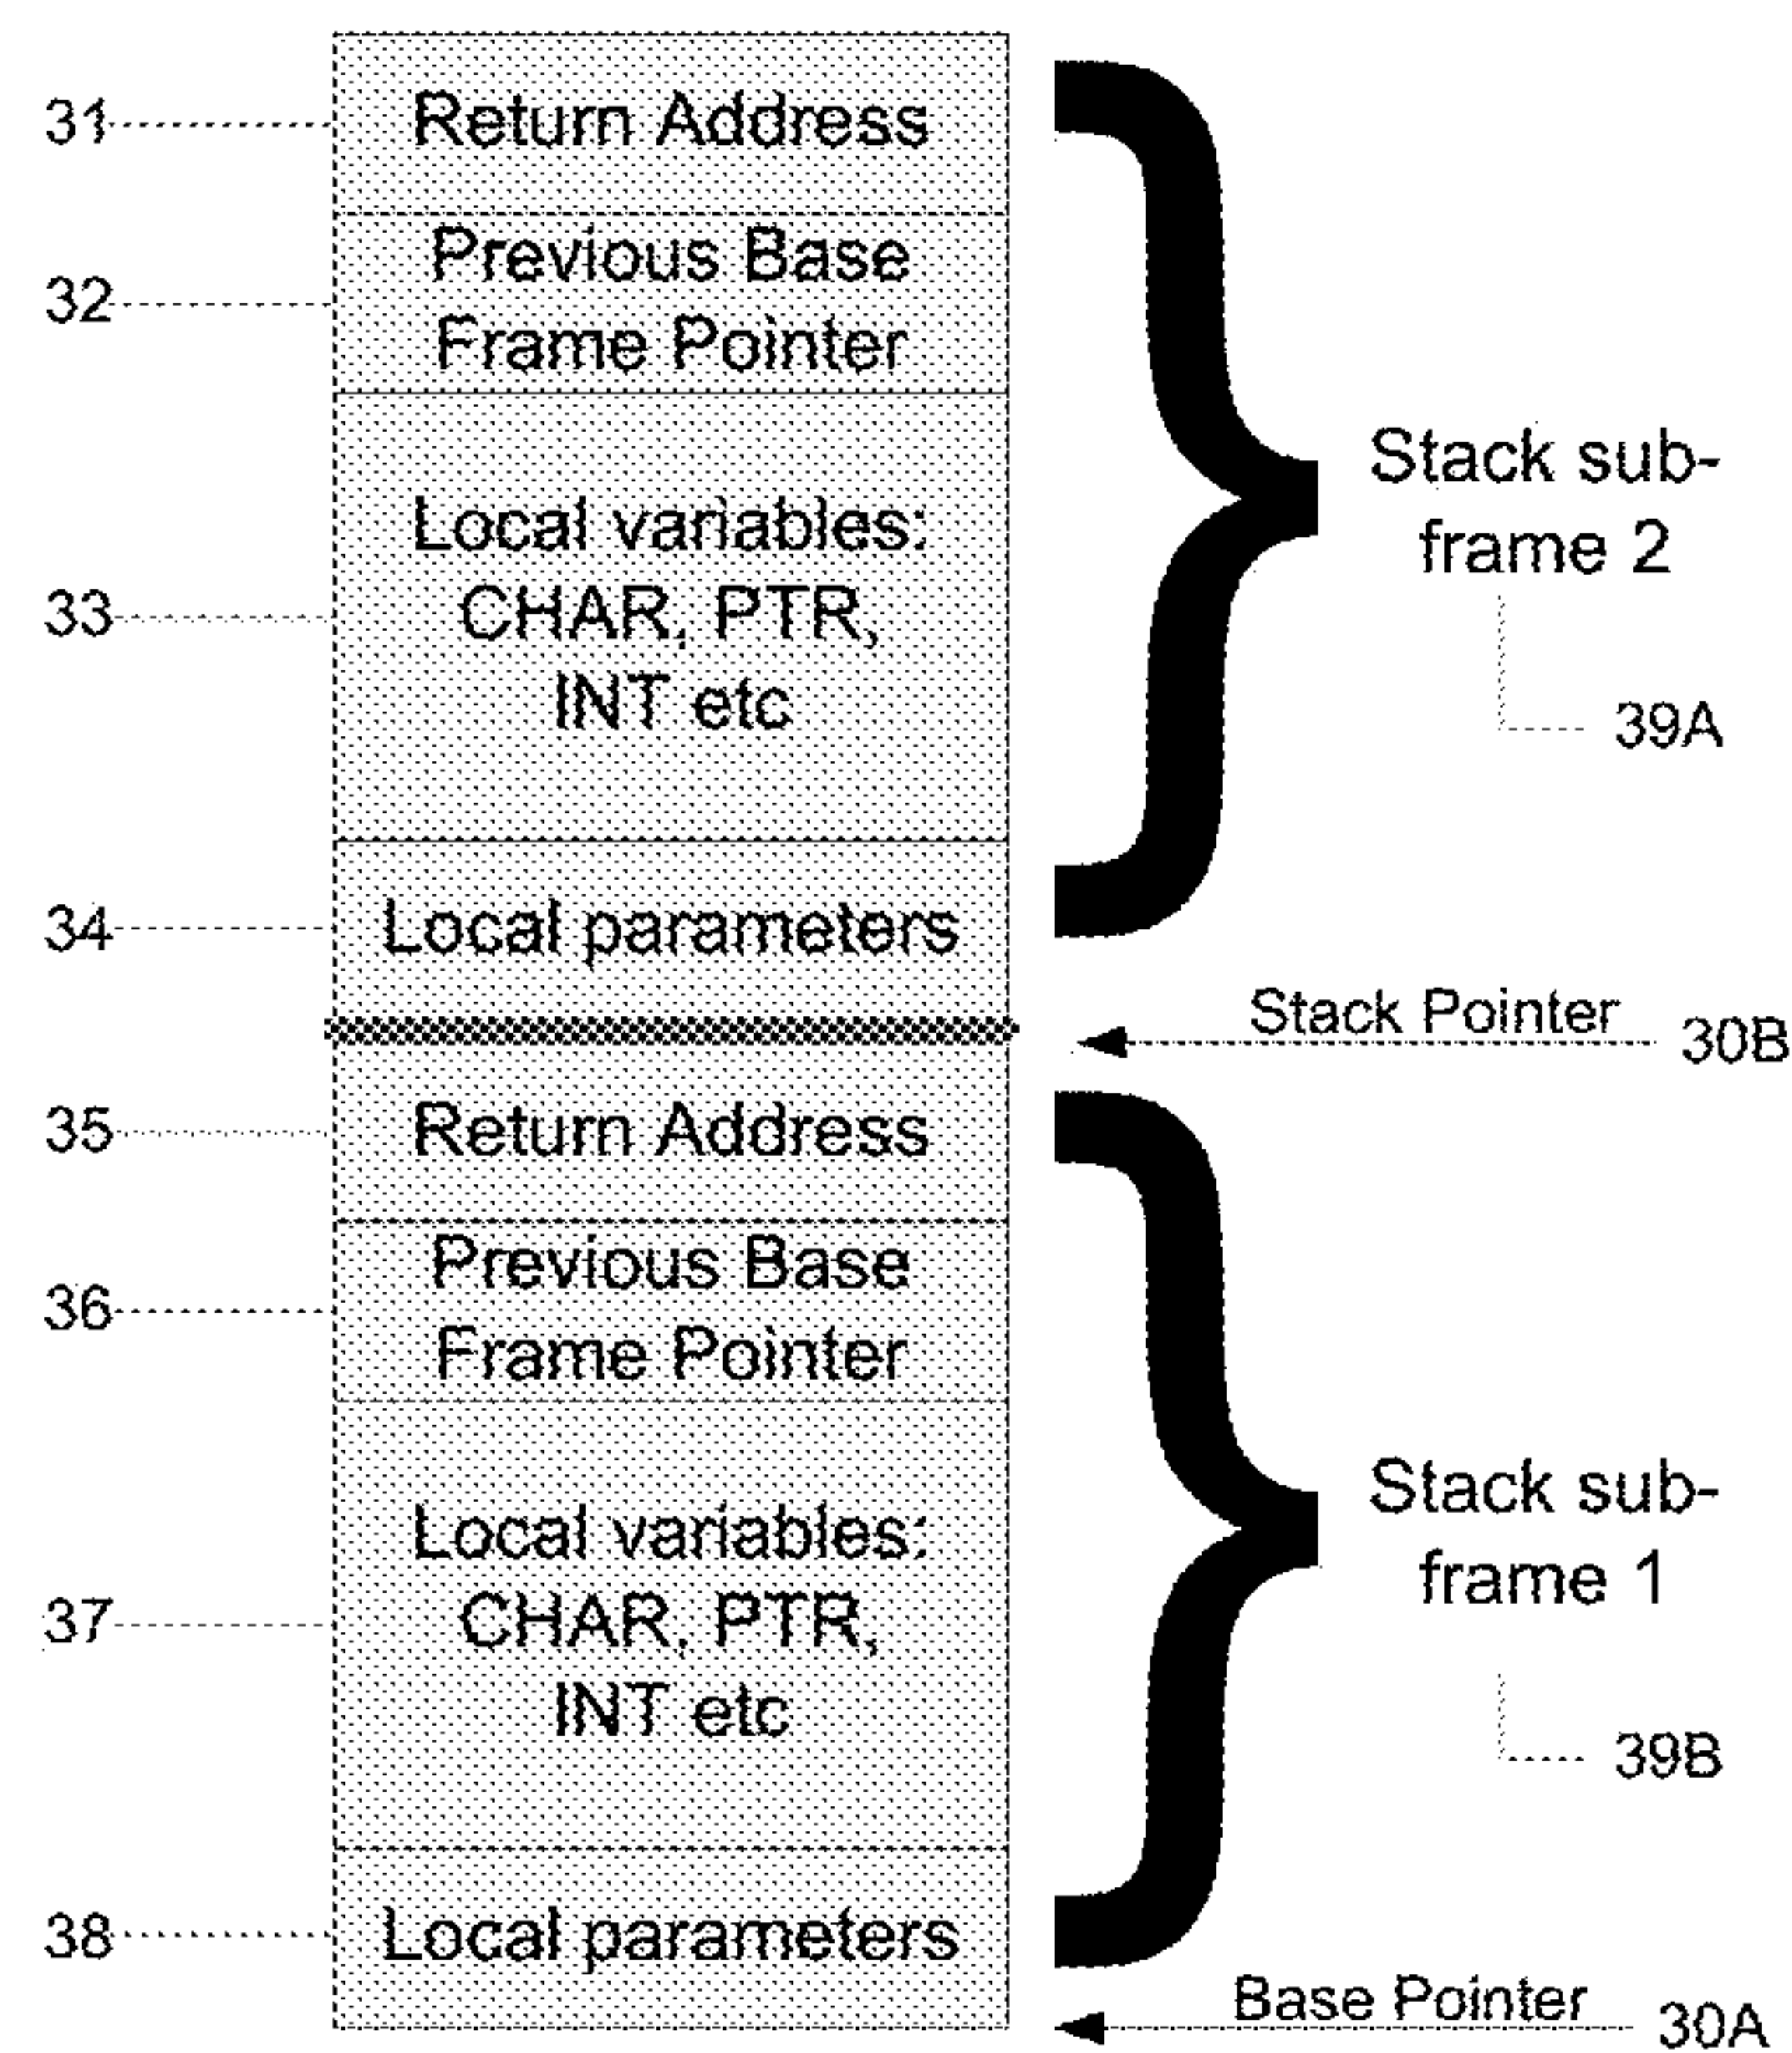 31
Return Address
32
Previous Base
Frame Pointer
33
Local variables:
CHAR, PTR,
INT etc
Stack sub-
frame 2
39A
34
Local parameters
Stack Pointer
30B
35
Return Address
36
Previous Base
Frame Pointer
37
Local variables:
CHAR, PTR,
INT etc
Stack sub-
frame 1
39B
38
Local parameters
Base Pointer
30A